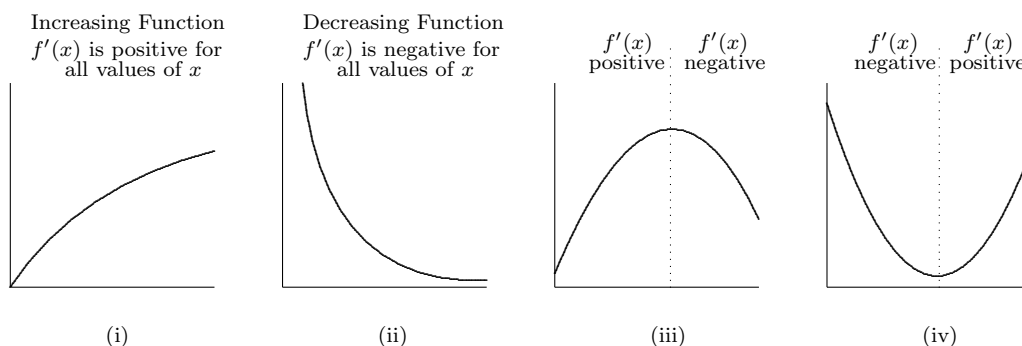 Increasing Function
f′(x) is positive for
all values of x
Decreasing Function
f′(x) is negative for
all values of x
f′(x)
positive
f′(x)
negative
f′(x)
negative
f′(x)
positive
(i)
(ii)
(iii)
(iv)